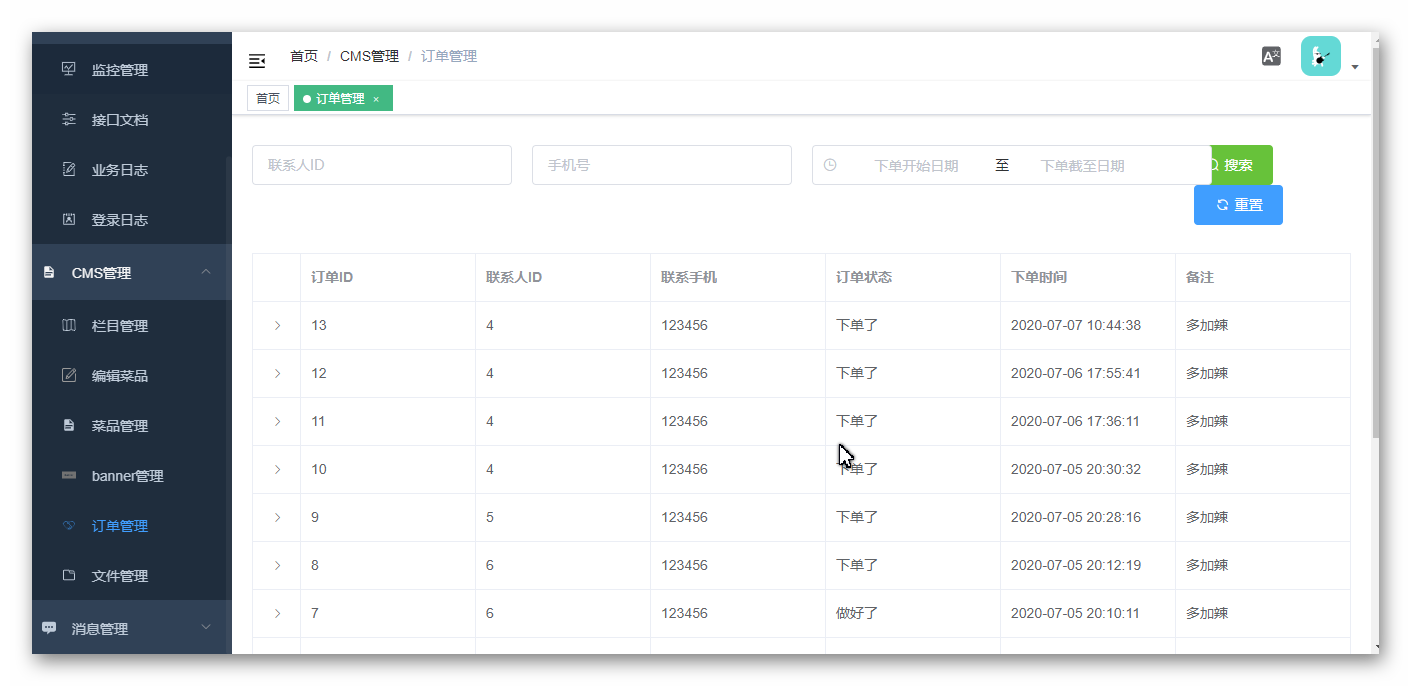 监控管理
接口文档
业务日志
登录日志
CMS管理
栏目管理
编辑菜品
菜品管理
banner管理
订单管理
文件管理
消息管理
首页 / CMS管理 / 订单管理
首页 订单管理 ×
联系人ID 手机号 下单开始日期 至 下单截至日期 搜索
重置
订单ID 联系人ID 联系手机 订单状态 下单时间 备注
13 4 123456 下单了 2020-07-07 10:44:38 多加辣
12 4 123456 下单了 2020-07-06 17:55:41 多加辣
11 4 123456 下单了 2020-07-06 17:36:11 多加辣
10 4 123456 下单了 2020-07-05 20:30:32 多加辣
9 5 123456 下单了 2020-07-05 20:28:16 多加辣
8 6 123456 下单了 2020-07-05 20:12:19 多加辣
7 6 123456 做好了 2020-07-05 20:10:11 多加辣